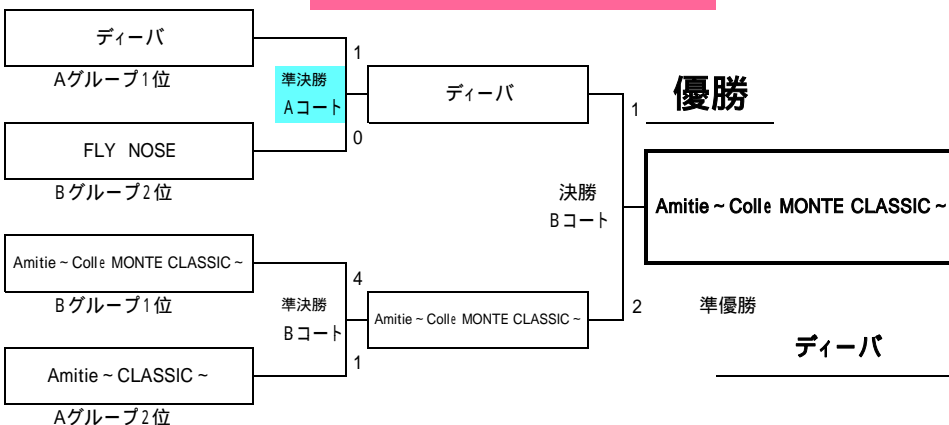 ディーバ
Aグループ1位
1
準決勝
Aコート
ディーバ
0
FLY NOSE
Bグループ2位
1
優勝
決勝
Bコート
Amitie~Colle MONTE CLASSIC~
Amitie~Colle MONTE CLASSIC~
Bグループ1位
4
準決勝
Bコート
Amitie~Colle MONTE CLASSIC~
1
2
準優勝
ディーバ
Amitie~CLASSIC~
Aグループ2位